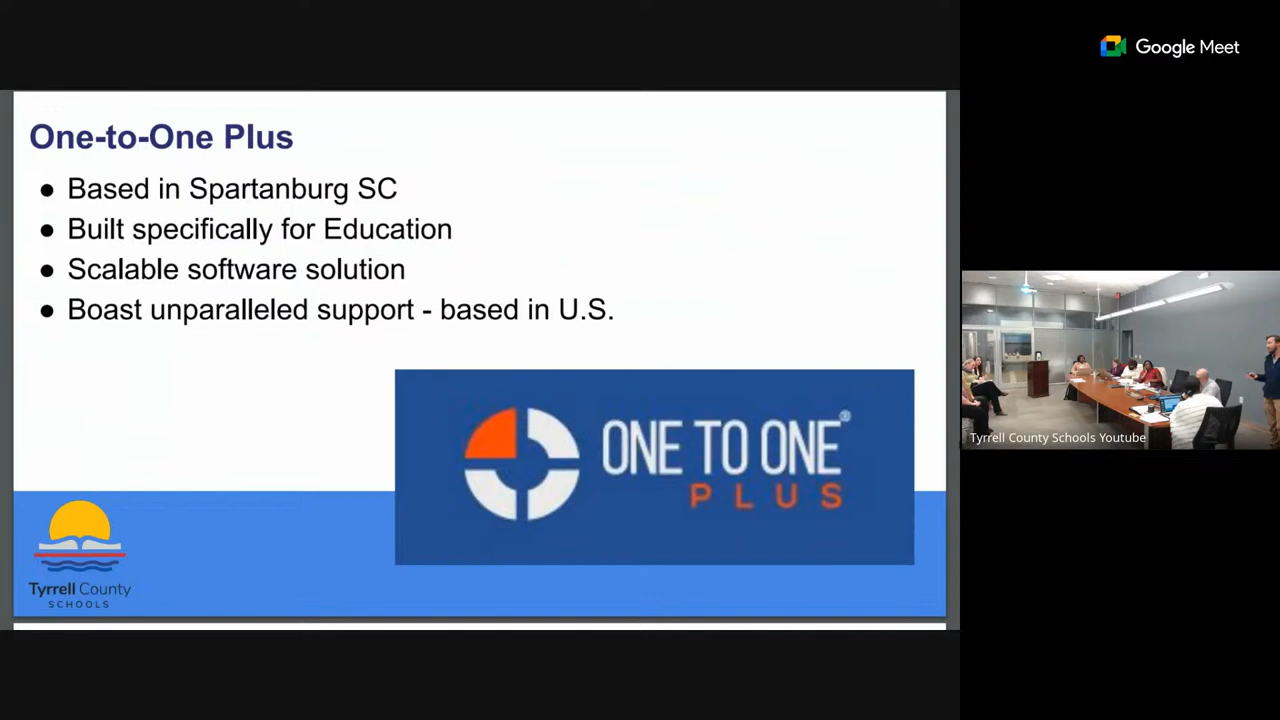 Google Meet
One-to-One Plus
● Based in Spartanburg SC
● Built specifically for Education
● Scalable software solution
● Boast unparalleled support - based in U.S.
ONE TO ONE®
PLUS
Tyrrell County
SCHOOLS
Tyrrell County Schools Youtube